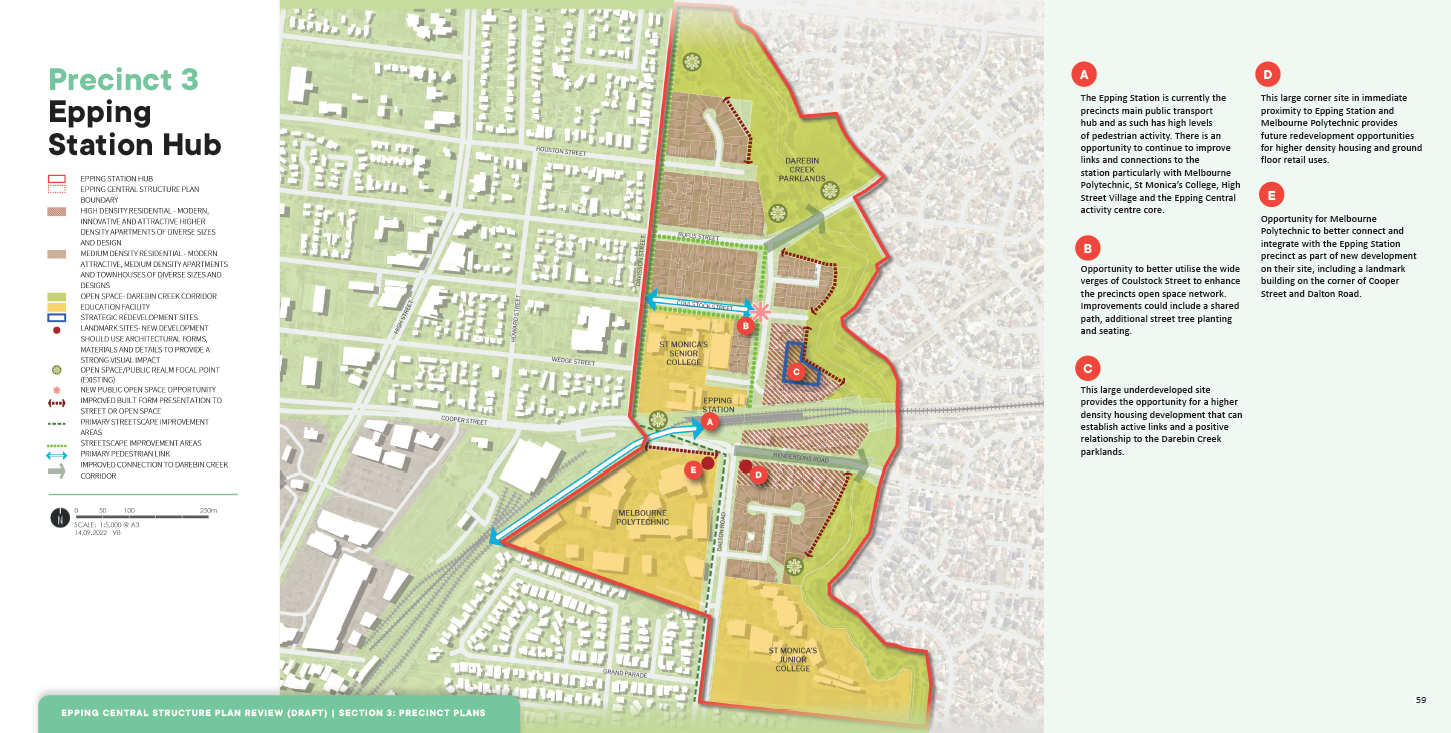 Precinct 3
Epping
Station Hub
EPPING STATION HUB
EPPING CENTRAL STRUCTURE PLAN
BOUNDARY
HIGH DENSITY RESIDENTIAL - MODERN,
INNOVATIVE AND ATTRACTIVE HIGHER
DENSITY APARTMENTS OF DIVERSE SIZES
AND DESIGN
MEDIUM DENSITY RESIDENTIAL - MODERN
ATTRACTIVE, MEDIUM DENSITY APARTMENTS
AND TOWNHOUSES OF DIVERSE SIZES AND
DESIGNS
OPEN SPACE- DAREBIN CREEK CORRIDOR
EDUCATION FACILITY
STRATEGIC REDEVELOPMENT SITES
LANDMARK SITES- NEW DEVELOPMENT
SHOULD USE ARCHITECTURAL FORMS,
MATERIALS AND DETAILS TO PROVIDE A
STRONG VISUAL IMPACT
OPEN SPACE/PUBLIC REALM FOCAL POINT
(EXISTING)
NEW PUBLIC OPEN SPACE OPPORTUNITY
IMPROVED BUILT FORM PRESENTATION TO
STREET OR OPEN SPACE
PRIMARY STREETSCAPE IMPROVEMENT
AREAS
STREETSCAPE IMPROVEMENT AREAS
PRIMARY PEDESTRIAN LINK
IMPROVED CONNECTION TO DAREBIN CREEK
CORRIDOR
N
0 50 100 250m
SCALE: 1:5,000 @ A3
14.09.2022 V8
HOUSTON STREET
DAREBIN
CREEK
PARKLANDS
RUFUS STREET
DAVISSON STREET
COULSTOCK STREET
HIGH STREET
HOWARD STREET
B
ST MONICA'S
SENIOR
COLLEGE
WEDGE STREET
C
EPPING
STATION
COOPER STREET
A
HENDERSONS ROAD
E
D
MELBOURNE
POLYTECHNIC
DALTON ROAD
ST MONICA'S
JUNIOR
COLLEGE
GRAND PARADE
A
The Epping Station is currently the
precincts main public transport
hub and as such has high levels
of pedestrian activity. There is an
opportunity to continue to improve
links and connections to the
station particularly with Melbourne
Polytechnic, St Monica's College, High
Street Village and the Epping Central
activity centre core.
B
Opportunity to better utilise the wide
verges of Coulstock Street to enhance
the precincts open space network.
Improvements could include a shared
path, additional street tree planting
and seating.
C
This large underdeveloped site
provides the opportunity for a higher
density housing development that can
establish active links and a positive
relationship to the Darebin Creek
parklands.
D
This large corner site in immediate
proximity to Epping Station and
Melbourne Polytechnic provides
future redevelopment opportunities
for higher density housing and ground
floor retail uses.
E
Opportunity for Melbourne
Polytechnic to better connect and
integrate with the Epping Station
precinct as part of new development
on their site, including a landmark
building on the corner of Cooper
Street and Dalton Road.
EPPING CENTRAL STRUCTURE PLAN REVIEW (DRAFT) | SECTION 3: PRECINCT PLANS
59